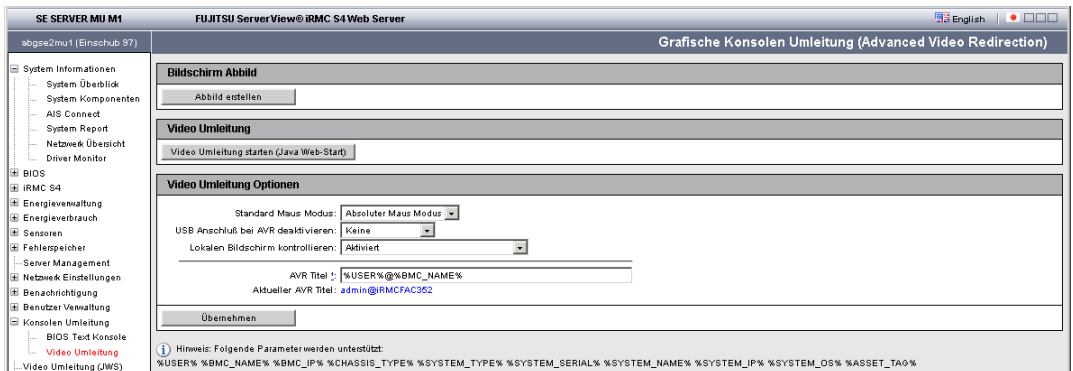 SE SERVER MU M1
FUJITSU ServerView® iRMC S4 Web Server
English
abgse2mu1 (Einschub 97)
Grafische Konsolen Umleitung (Advanced Video Redirection)
System Informationen
System Überblick
System Komponenten
AIS Connect
System Report
Netzwerk Übersicht
Driver Monitor
BIOS
iRMC S4
Energieverwaltung
Energieverbrauch
Sensoren
Fehlerspeicher
Server Management
Netzwerk Einstellungen
Benachrichtigung
Benutzer Verwaltung
Konsolen Umleitung
BIOS Text Konsole
Video Umleitung
Video Umleitung (JWS)
Bildschirm Abbild
Abbild erstellen
Video Umleitung
Video Umleitung starten (Java Web-Start)
Video Umleitung Optionen
Standard Maus Modus: Absoluter Maus Modus
USB Anschluß bei AVR deaktivieren: Keine
Lokalen Bildschirm kontrollieren: Aktiviert
AVR Titel !: %USER%@%BMC_NAME%
Aktueller AVR Titel: admin@iRMCFAC352
Übernehmen
Hinweis: Folgende Parameter werden unterstützt:
%USER% %BMC_NAME% %BMC_IP% %CHASSIS_TYPE% %SYSTEM_TYPE% %SYSTEM_SERIAL% %SYSTEM_NAME% %SYSTEM_IP% %SYSTEM_OS% %ASSET_TAG%